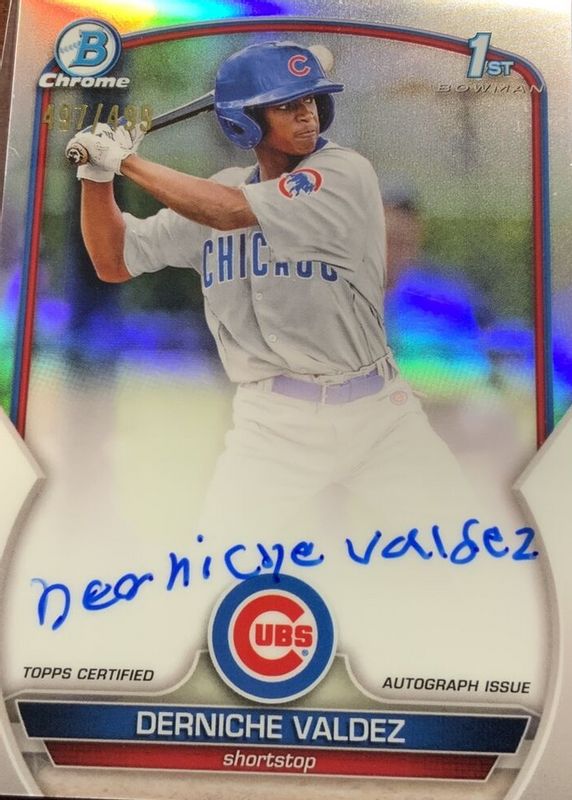 B
Chrome
1ST
BOWMAN
497/499
C
CHICAGO
Derniche Valdez
CUBS
TOPPS CERTIFIED
AUTOGRAPH ISSUE
DERNICHE VALDEZ
shortstop